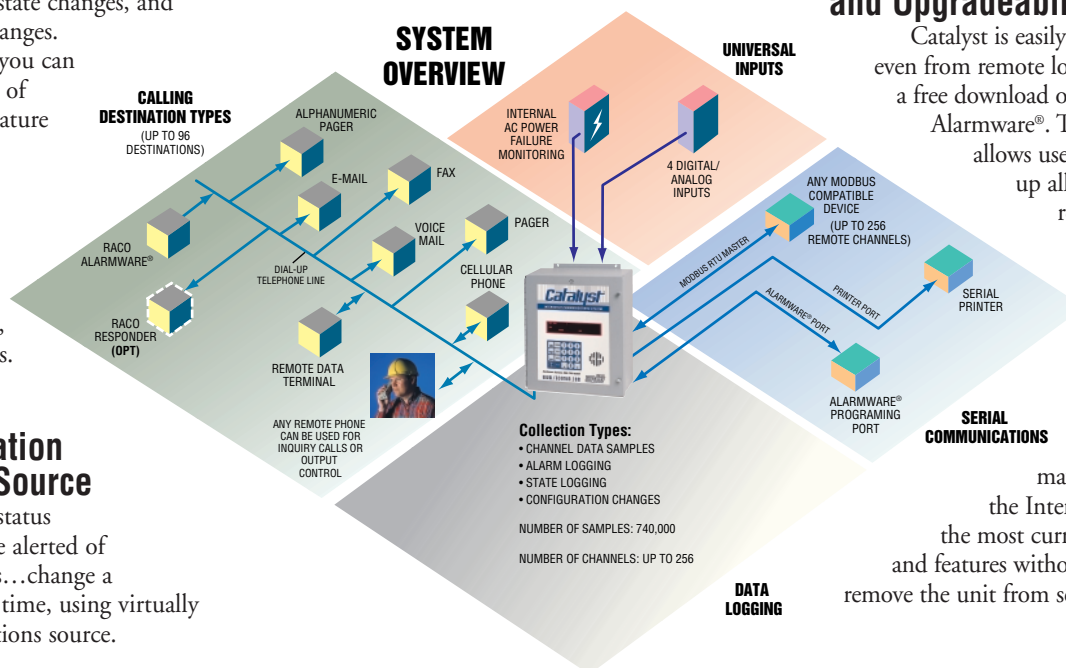 state changes, and
anges.
you can
of
ature
,
s.
ation
Source
status
e alerted of
s…change a
time, using virtually
tions source.
SYSTEM
OVERVIEW
CALLING
DESTINATION TYPES
(UP TO 96
DESTINATIONS)
ALPHANUMERIC
PAGER
E-MAIL
FAX
VOICE
MAIL
PAGER
CELLULAR
PHONE
RACO
ALARMWARE®
DIAL-UP
TELEPHONE LINE
RACO
RESPONDER
(OPT)
REMOTE DATA
TERMINAL
ANY REMOTE PHONE
CAN BE USED FOR
INQUIRY CALLS OR
OUTPUT
CONTROL
UNIVERSAL
INPUTS
INTERNAL
AC POWER
FAILURE
MONITORING
4 DIGITAL/
ANALOG
INPUTS
Catalyst
ANY MODBUS
COMPATIBLE
DEVICE
(UP TO 256
REMOTE CHANNELS)
MODBUS RTU MASTER
PRINTER PORT
ALARMWARE® PORT
SERIAL
PRINTER
ALARMWARE®
PROGRAMING
PORT
SERIAL
COMMUNICATIONS
Collection Types:
• CHANNEL DATA SAMPLES
• ALARM LOGGING
• STATE LOGGING
• CONFIGURATION CHANGES
NUMBER OF SAMPLES: 740,000
NUMBER OF CHANNELS: UP TO 256
DATA
LOGGING
and Upgradeabil
Catalyst is easily
even from remote lo
a free download o
Alarmware®. T
allows use
up all
r
ma
the Inter
the most curr
and features witho
remove the unit from se